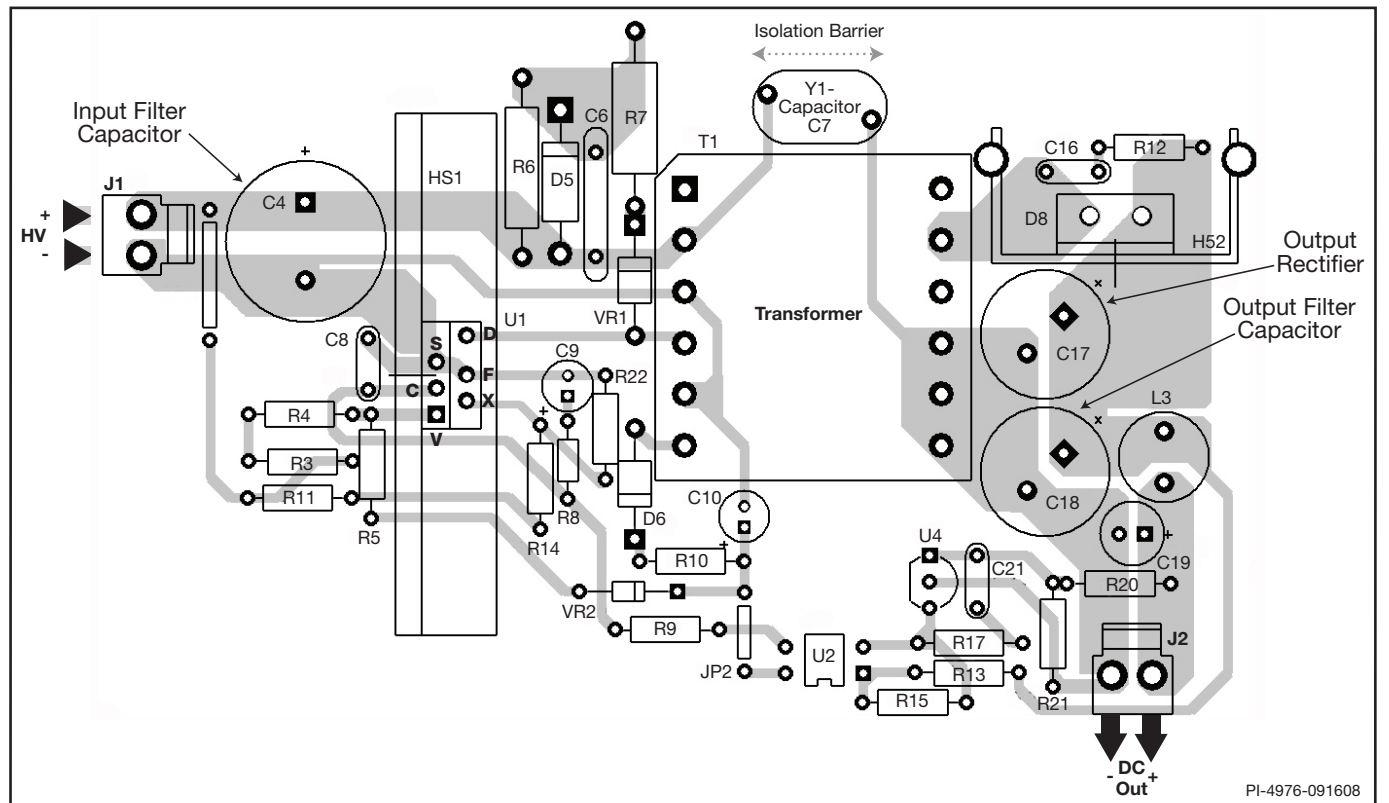 Isolation Barrier
Y1-
Capacitor
C7
Input Filter
Capacitor
+
J1
+
HV
-
C4
HS1
R6
D5
C6
R7
T1
Transformer
C16
R12
D8
H52
Output
Rectifier
Output Filter
Capacitor
x
C17
x
C18
L3
VR1
U1
D
S
F
C
X
V
C8
C9
+
R22
R4
R3
R11
R5
R14
R8
D6
C10
+
R10
VR2
R9
JP2
U2
U4
C21
R17
R13
R15
R21
R20
C19
+
J2
- DC +
Out
PI-4976-091608